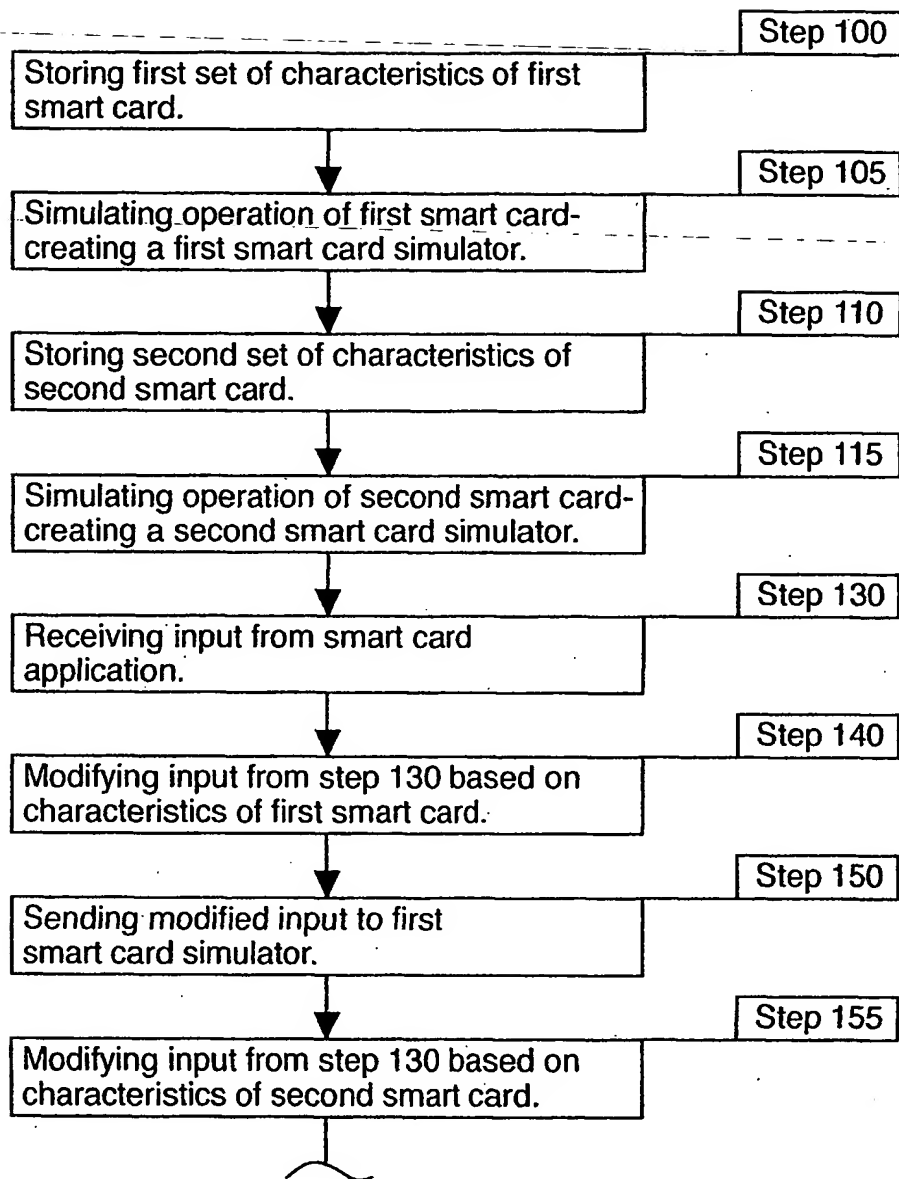 Step 100
Storing first set of characteristics of first
smart card.
Step 105
Simulating operation of first smart card-
creating a first smart card simulator.
Step 110
Storing second set of characteristics of
second smart card.
Step 115
Simulating operation of second smart card-
creating a second smart card simulator.
Step 130
Receiving input from smart card
application.
Step 140
Modifying input from step 130 based on
characteristics of first smart card.
Step 150
Sending modified input to first
smart card simulator.
Step 155
Modifying input from step 130 based on
characteristics of second smart card.